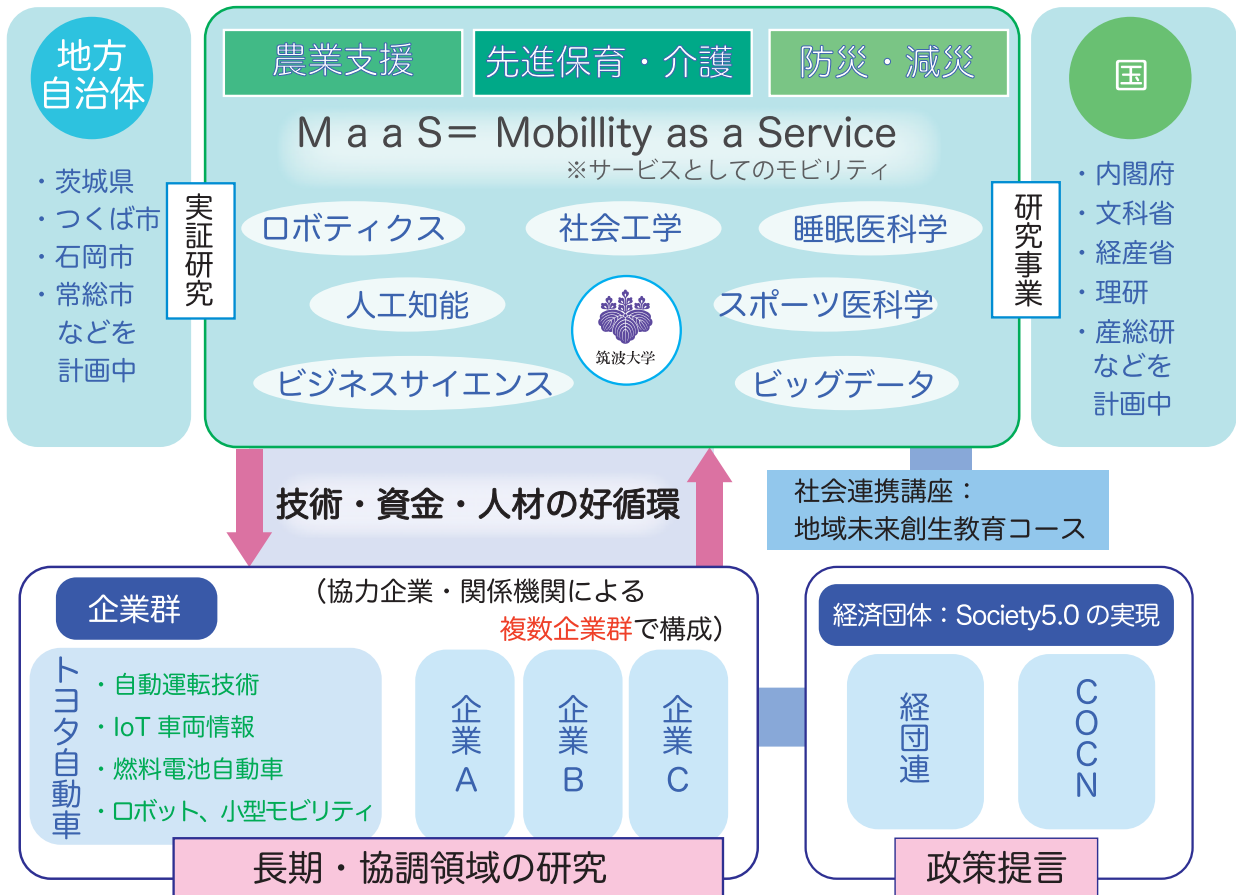 地方
自治体
・茨城県
・つくば市
・石岡市
・常総市
などを
計画中
実証研究
農業支援
先進保育・介護
防災・減災
M a a S＝ Mobillity as a Service
※サービスとしてのモビリティ
ロボティクス
社会工学
睡眠医科学
人工知能
スポーツ医科学
筑波大学
ビジネスサイエンス
ビッグデータ
研究事業
国
・内閣府
・文科省
・経産省
・理研
・産総研
などを
計画中
技術・資金・人材の好循環
社会連携講座：
地域未来創生教育コース
企業群
（協力企業・関係機関による
複数企業群で構成）
トヨタ自動車
・自動運転技術
・IoT 車両情報
・燃料電池自動車
・ロボット、小型モビリティ
企業A
企業B
企業C
長期・協調領域の研究
経済団体：Society5.0 の実現
経団連
COCN
政策提言